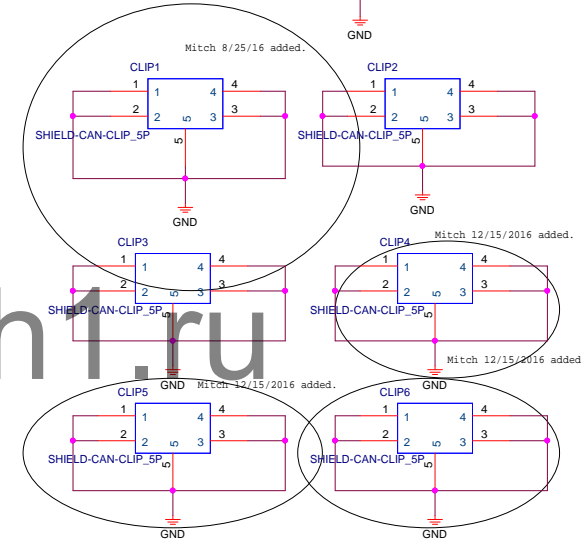 GND
Mitch 8/25/16 added.
CLIP1
1 1 4 4
2 2 5 3 3
SHIELD-CAN-CLIP_5P
5
GND
CLIP2
1 1 4 4
2 2 5 3 3
SHIELD-CAN-CLIP_5P
5
GND
CLIP3
1 1 4 4
2 2 5 3 3
SHIELD-CAN-CLIP_5P
5
GND
Mitch 12/15/2016 added.
CLIP4
1 1 4 4
2 2 5 3 3
SHIELD-CAN-CLIP_5P
5
GND
h1.ru
Mitch 12/15/2016 added.
CLIP5
1 1 4 4
2 2 5 3 3
SHIELD-CAN-CLIP_5P
5
GND
Mitch 12/15/2016 added
CLIP6
1 1 4 4
2 2 5 3 3
SHIELD-CAN-CLIP_5P
5
GND